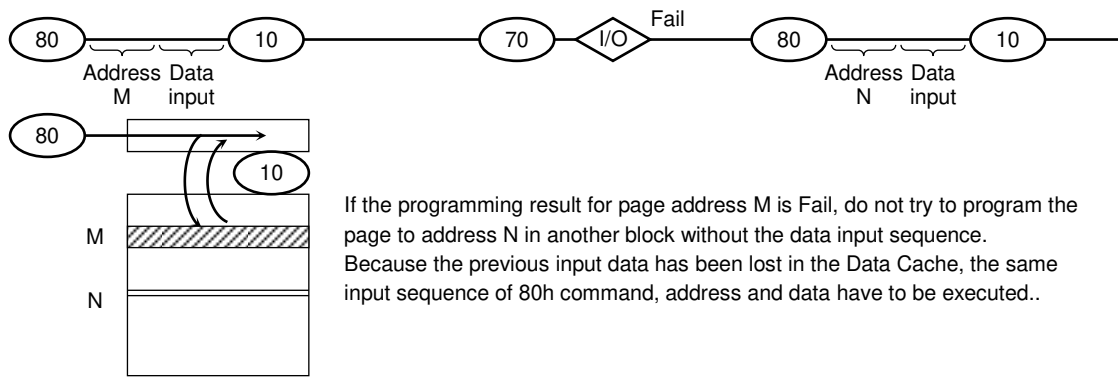 Fail
80 10 70 I/O 80 10
Address Data Address Data
M input N input
80
10
If the programming result for page address M is Fail, do not try to program the
M page to address N in another block without the data input sequence.
Because the previous input data has been lost in the Data Cache, the same
N input sequence of 80h command, address and data have to be executed..